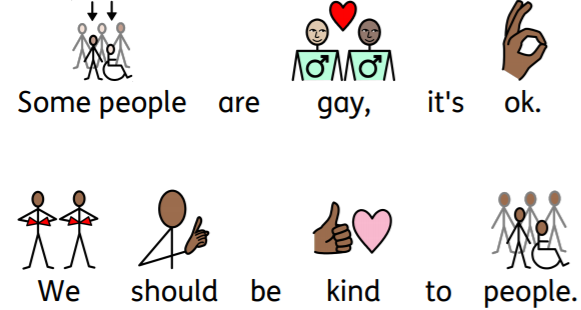 Some people are gay, it's ok.
We should be kind to people.